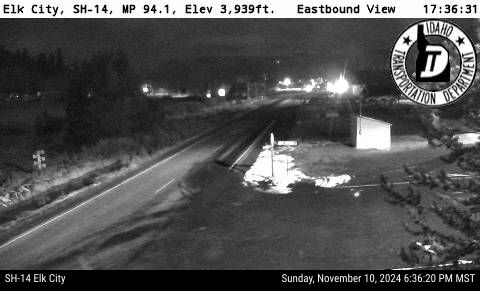 Elk City, SH-14, MP 94.1, Elev 3,939ft. Eastbound View 17:36:31
IDAHO
TRANSPORTATION DEPARTMENT
SH-14 Elk City Sunday, November 10, 2024 6:36:20 PM MST